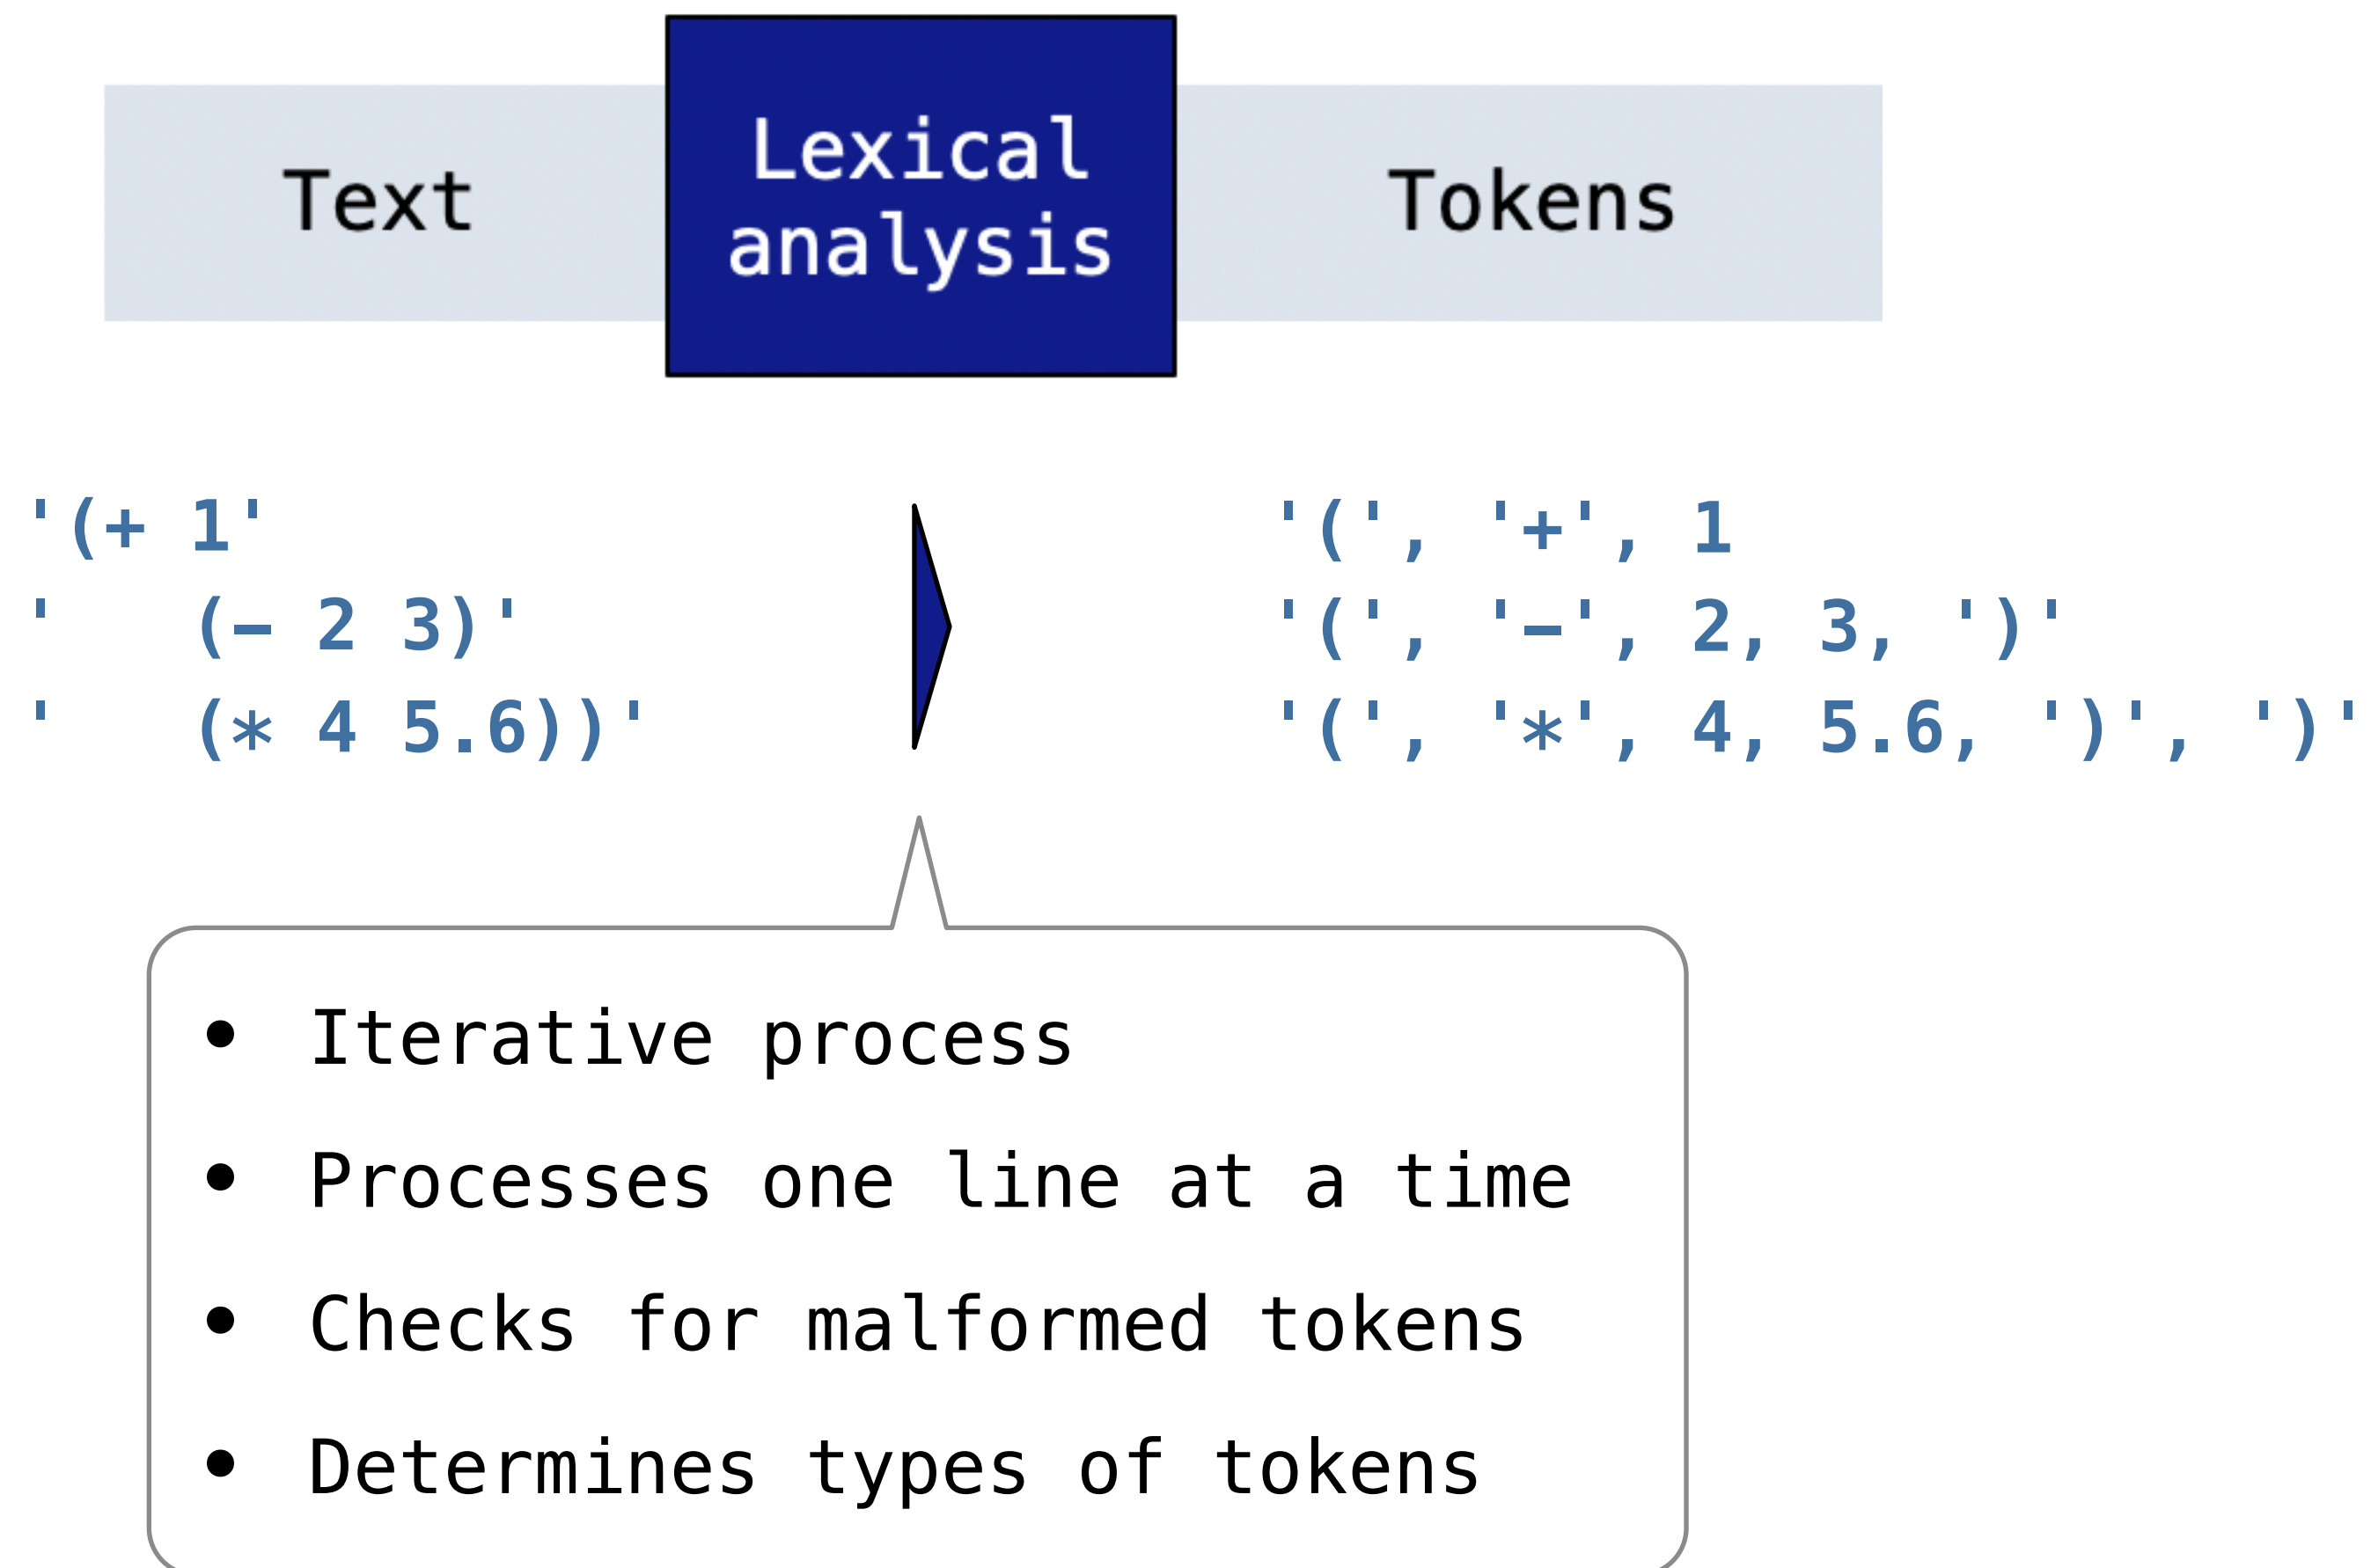 Text
Lexical
analysis
Tokens
'(+ 1'
'   (– 2 3)'
'   (* 4 5.6))'
'(', '+', 1
'(', '–', 2, 3, ')'
'(', '*', 4, 5.6, ')', ')'
• Iterative process
• Processes one line at a time
• Checks for malformed tokens
• Determines types of tokens